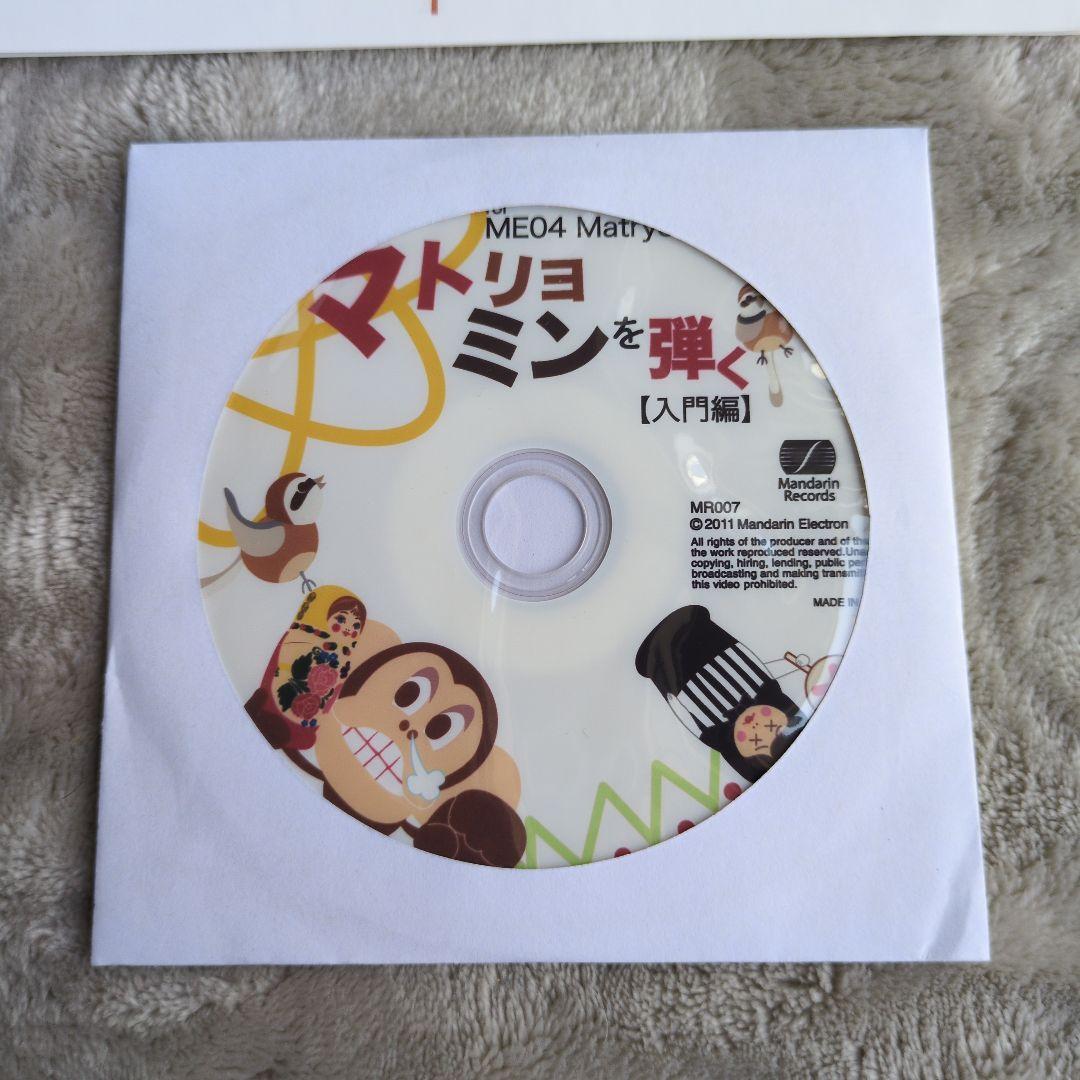 for
ME04
マトリョ
ミンを弾く
【入門編】
Mandarin
Records
MR007
©2011 Mandarin Electron
All rights of the producer and of the
the work reproduced reserved.
copying, hiring, lending, public
broadcasting and making
this video prohibited.
MADE IN